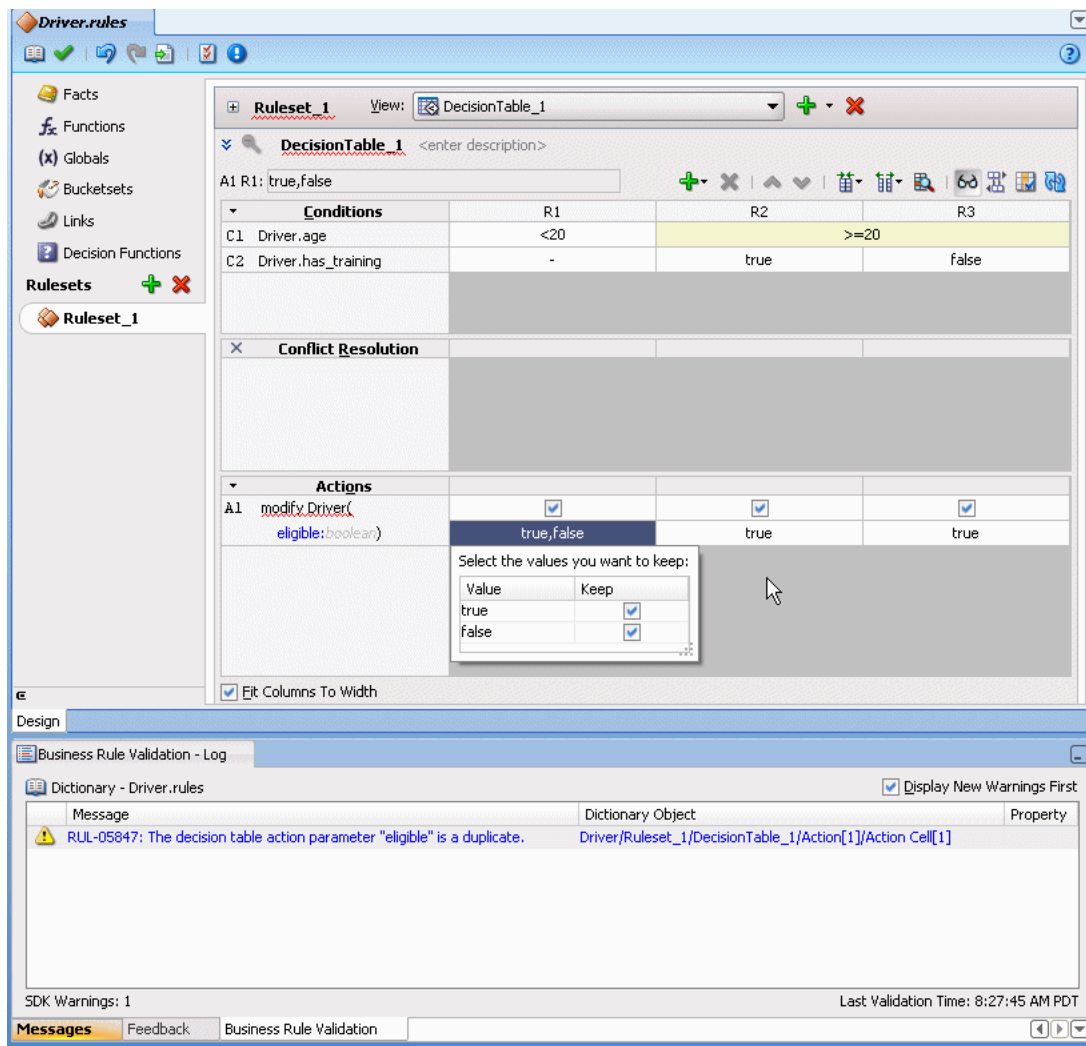 Driver.rules
Facts
Functions
Globals
Bucketsets
Links
Decision Functions
Rulesets
Ruleset_1
Ruleset_1 View: DecisionTable_1
DecisionTable_1 <enter description>
A1 R1: true,false
Conditions R1 R2 R3
C1 Driver.age <20 >=20
C2 Driver.has_training - true false
Conflict Resolution
Actions
A1 modify Driver(
eligible:boolean) true,false true true
Select the values you want to keep:
Value Keep
true
false
Fit Columns To Width
Design
Business Rule Validation - Log
Dictionary - Driver.rules Display New Warnings First
Message Dictionary Object Property
RUL-05847: The decision table action parameter "eligible" is a duplicate. Driver/Ruleset_1/DecisionTable_1/Action[1]/Action Cell[1]
SDK Warnings: 1 Last Validation Time: 8:27:45 AM PDT
Messages Feedback Business Rule Validation